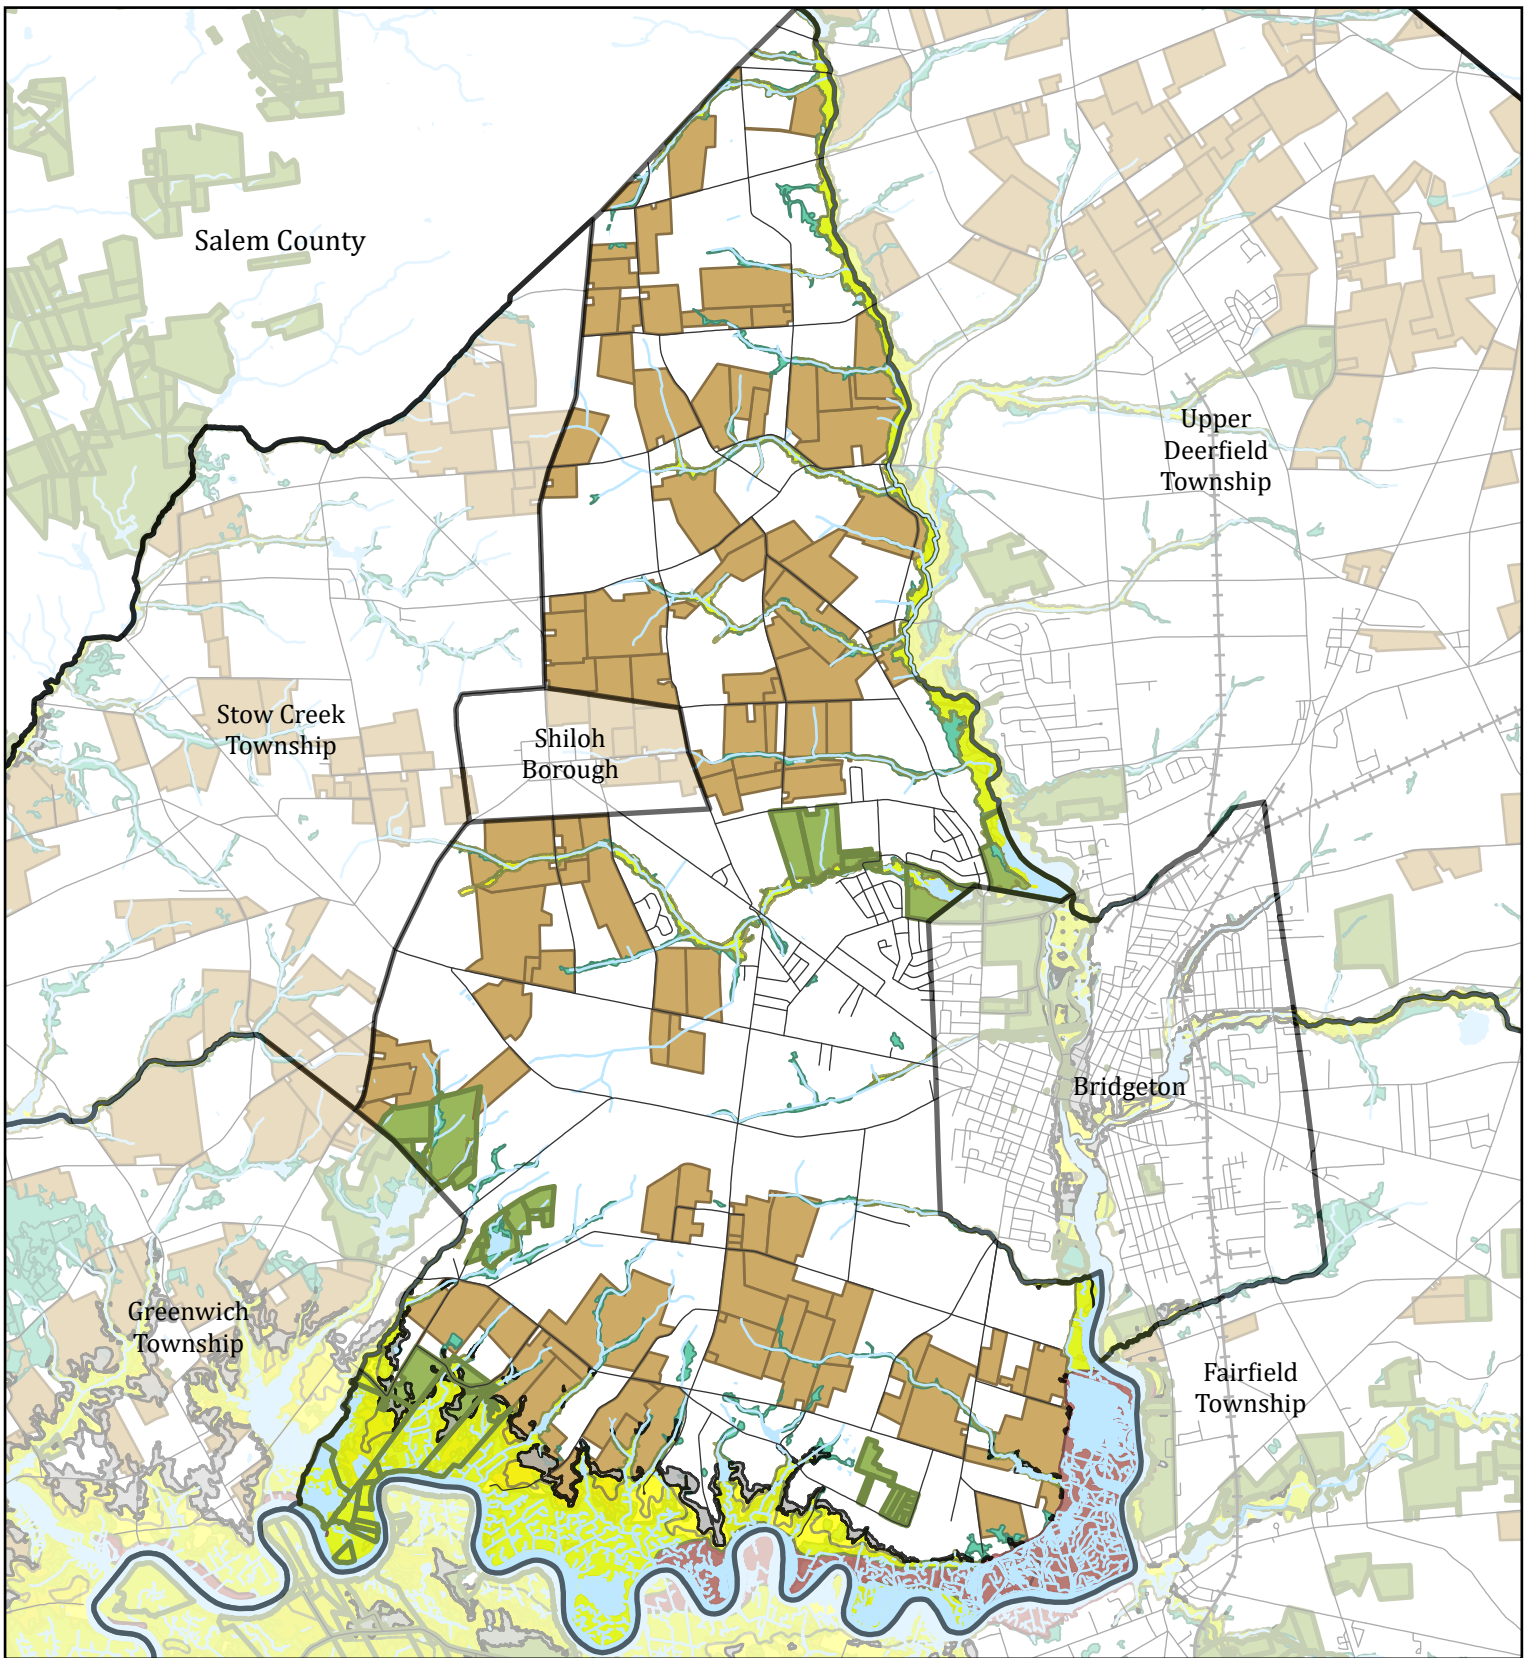 Salem County
Upper
Deerfield
Township
Stow Creek
Township
Shiloh
Borough
Bridgeton
Greenwich
Township
Fairfield
Township